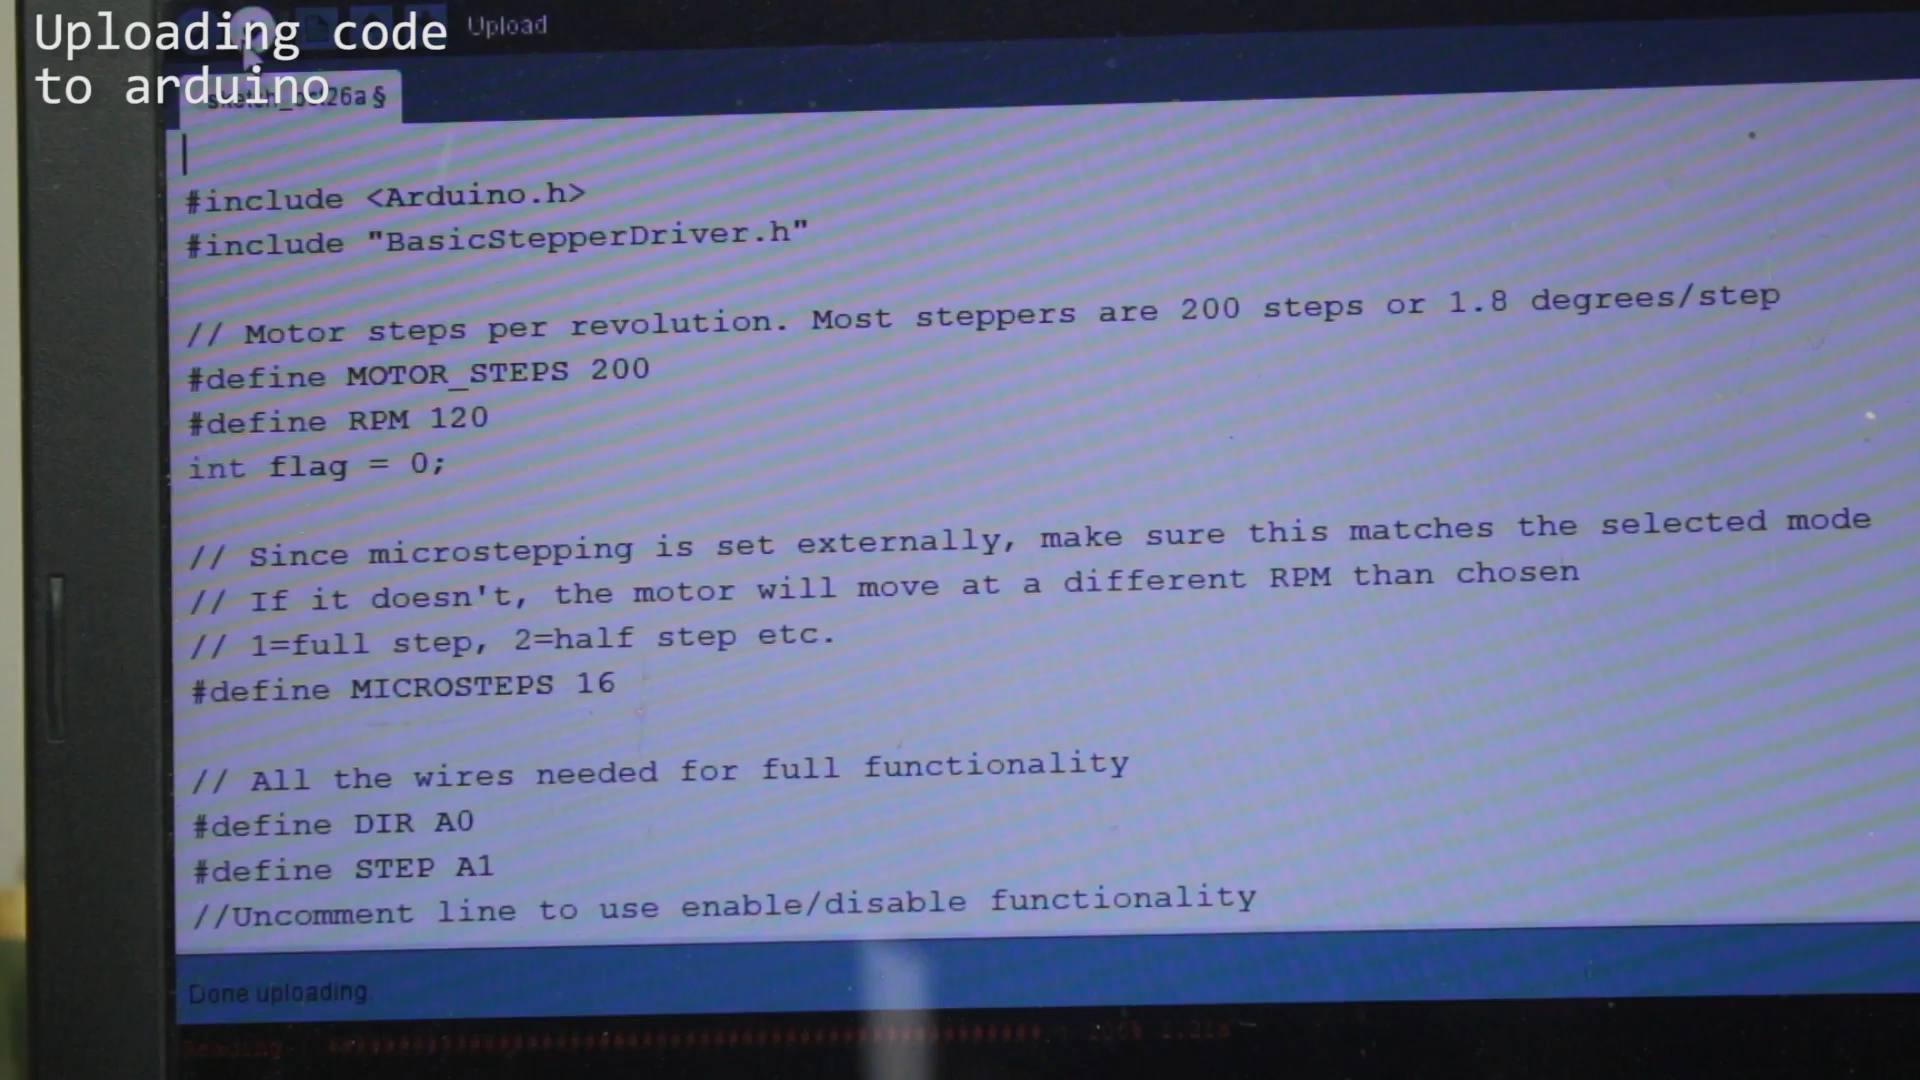 Uploading code
to arduino
Upload
26a §
#include <Arduino.h>
#include "BasicStepperDriver.h"
// Motor steps per revolution. Most steppers are 200 steps or 1.8 degrees/step
#define MOTOR_STEPS 200
#define RPM 120
int flag = 0;
// Since microstepping is set externally, make sure this matches the selected mode
// If it doesn't, the motor will move at a different RPM than chosen
// 1=full step, 2=half step etc.
#define MICROSTEPS 16
// All the wires needed for full functionality
#define DIR A0
#define STEP A1
//Uncomment line to use enable/disable functionality
Done uploading.
Reading